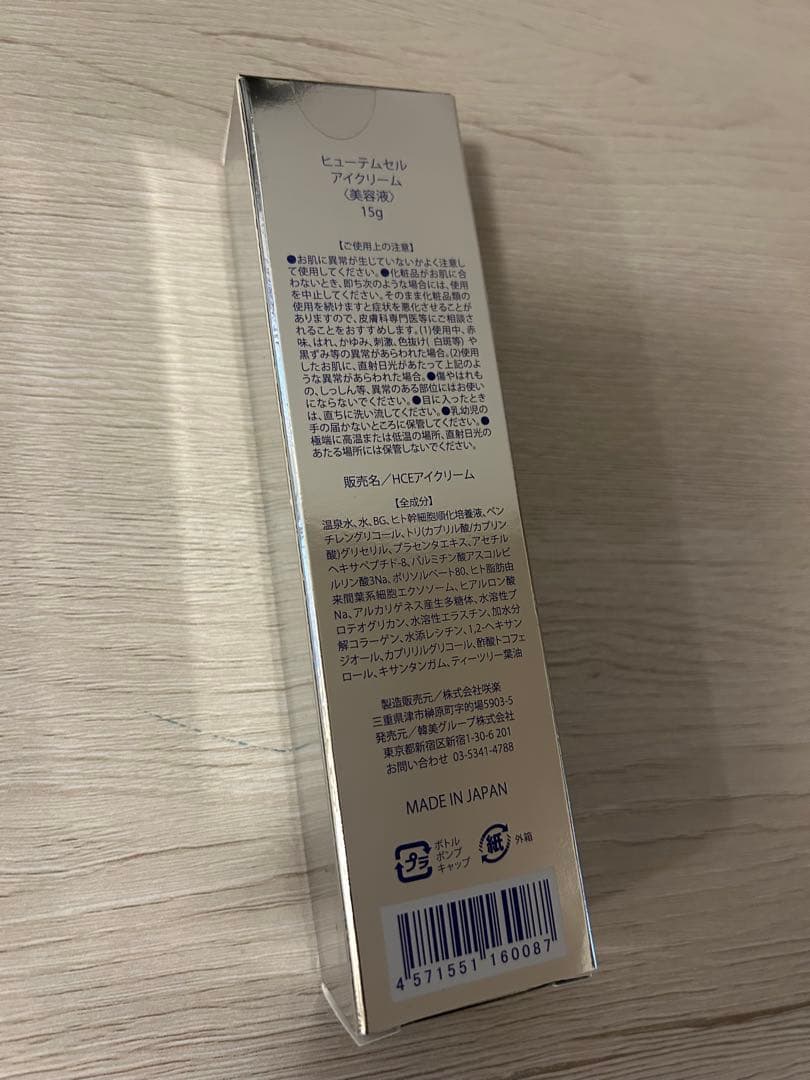 ヒューテムセル
アイクリーム
〈美容液〉
15g
【ご使用上の注意】
●お肌に異常が生じていないかよく注意し
て使用してください。●化粧品がお肌に合
わないとき、即ち次のような場合には、使用
を中止してください。そのまま化粧品類の
使用を続けますと症状を悪化させることが
ありますので、皮膚科専門医等にご相談さ
れることをおすすめします。(1)使用中、赤
味、はれ、かゆみ、刺激、色抜け( 白斑等) や
黒ずみ等の異常があらわれた場合。(2)使用
したお肌に、直射日光があたって上記のよ
うな異常があらわれた場合。●傷やはれも
の、しっしん等、異常のある部位にはお使い
にならないでください。●目に入ったとき
は、直ちに洗い流してください。●乳幼児の
手の届かないところに保管してください。●
極端に高温または低温の場所、直射日光の
あたる場所には保管しないでください。
販売名/HCEアイクリーム
【全成分】
温泉水、水、BG、ヒト幹細胞順化培養液、ペン
チレングリコール、トリ(カプリル酸/カプリン
酸)グリセリル、プラセンタエキス、アセチル
ヘキサペプチド-8、パルミチン酸アスコルビ
ルリン酸3Na、ポリソルベート80、ヒト脂肪由
来間葉系細胞エクソソーム、ヒアルロン酸
Na、アルカリゲネス産生多糖体、水溶性プ
ロテオグリカン、水溶性エラスチン、加水分
解コラーゲン、水添レシチン、1,2-ヘキサン
ジオール、カプリリルグリコール、酢酸トコフェ
ロール、キサンタンガム、ティーツリー葉油
製造販売元/株式会社咲楽
三重県津市榊原町字的場5903-5
発売元/韓美グループ株式会社
東京都新宿区新宿1-30-6 201
お問い合わせ 03-5341-4788
MADE IN JAPAN
プラ
ボトル
ポンプ
キャップ
紙
外箱
4 571551 160087